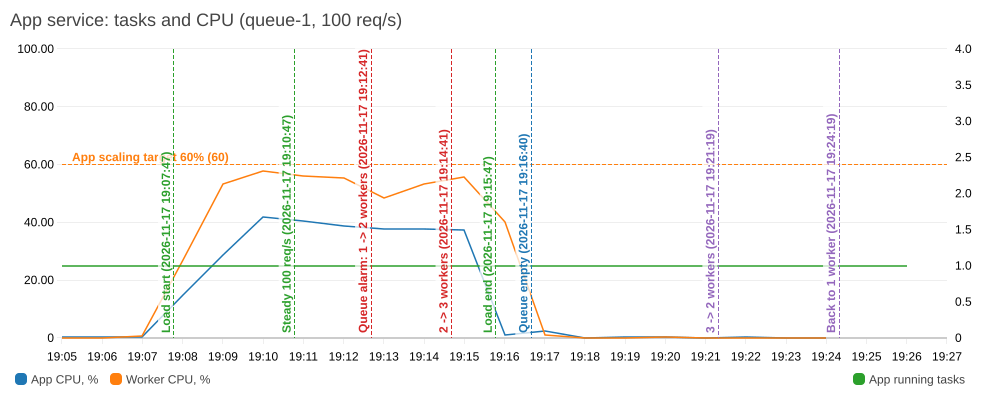 App service: tasks and CPU (queue-1, 100 req/s)
100.00
80.00
60.00
40.00
20.00
0
4.0
3.5
3.0
2.5
2.0
1.5
1.0
0.5
0
App scaling target 60% (60)
Load start (2026-11-17 19:07:47)
Steady 100 req/s (2026-11-17 19:10:47)
Queue alarm: 1 -> 2 workers (2026-11-17 19:12:41)
2 -> 3 workers (2026-11-17 19:14:41)
Load end (2026-11-17 19:15:47)
Queue empty (2026-11-17 19:16:40)
3 -> 2 workers (2026-11-17 19:21:19)
Back to 1 worker (2026-11-17 19:24:19)
19:05 19:06 19:07 19:08 19:09 19:10 19:11 19:12 19:13 19:14 19:15 19:16 19:17 19:18 19:19 19:20 19:21 19:22 19:23 19:24 19:25 19:26 19:27
App CPU, % Worker CPU, % App running tasks